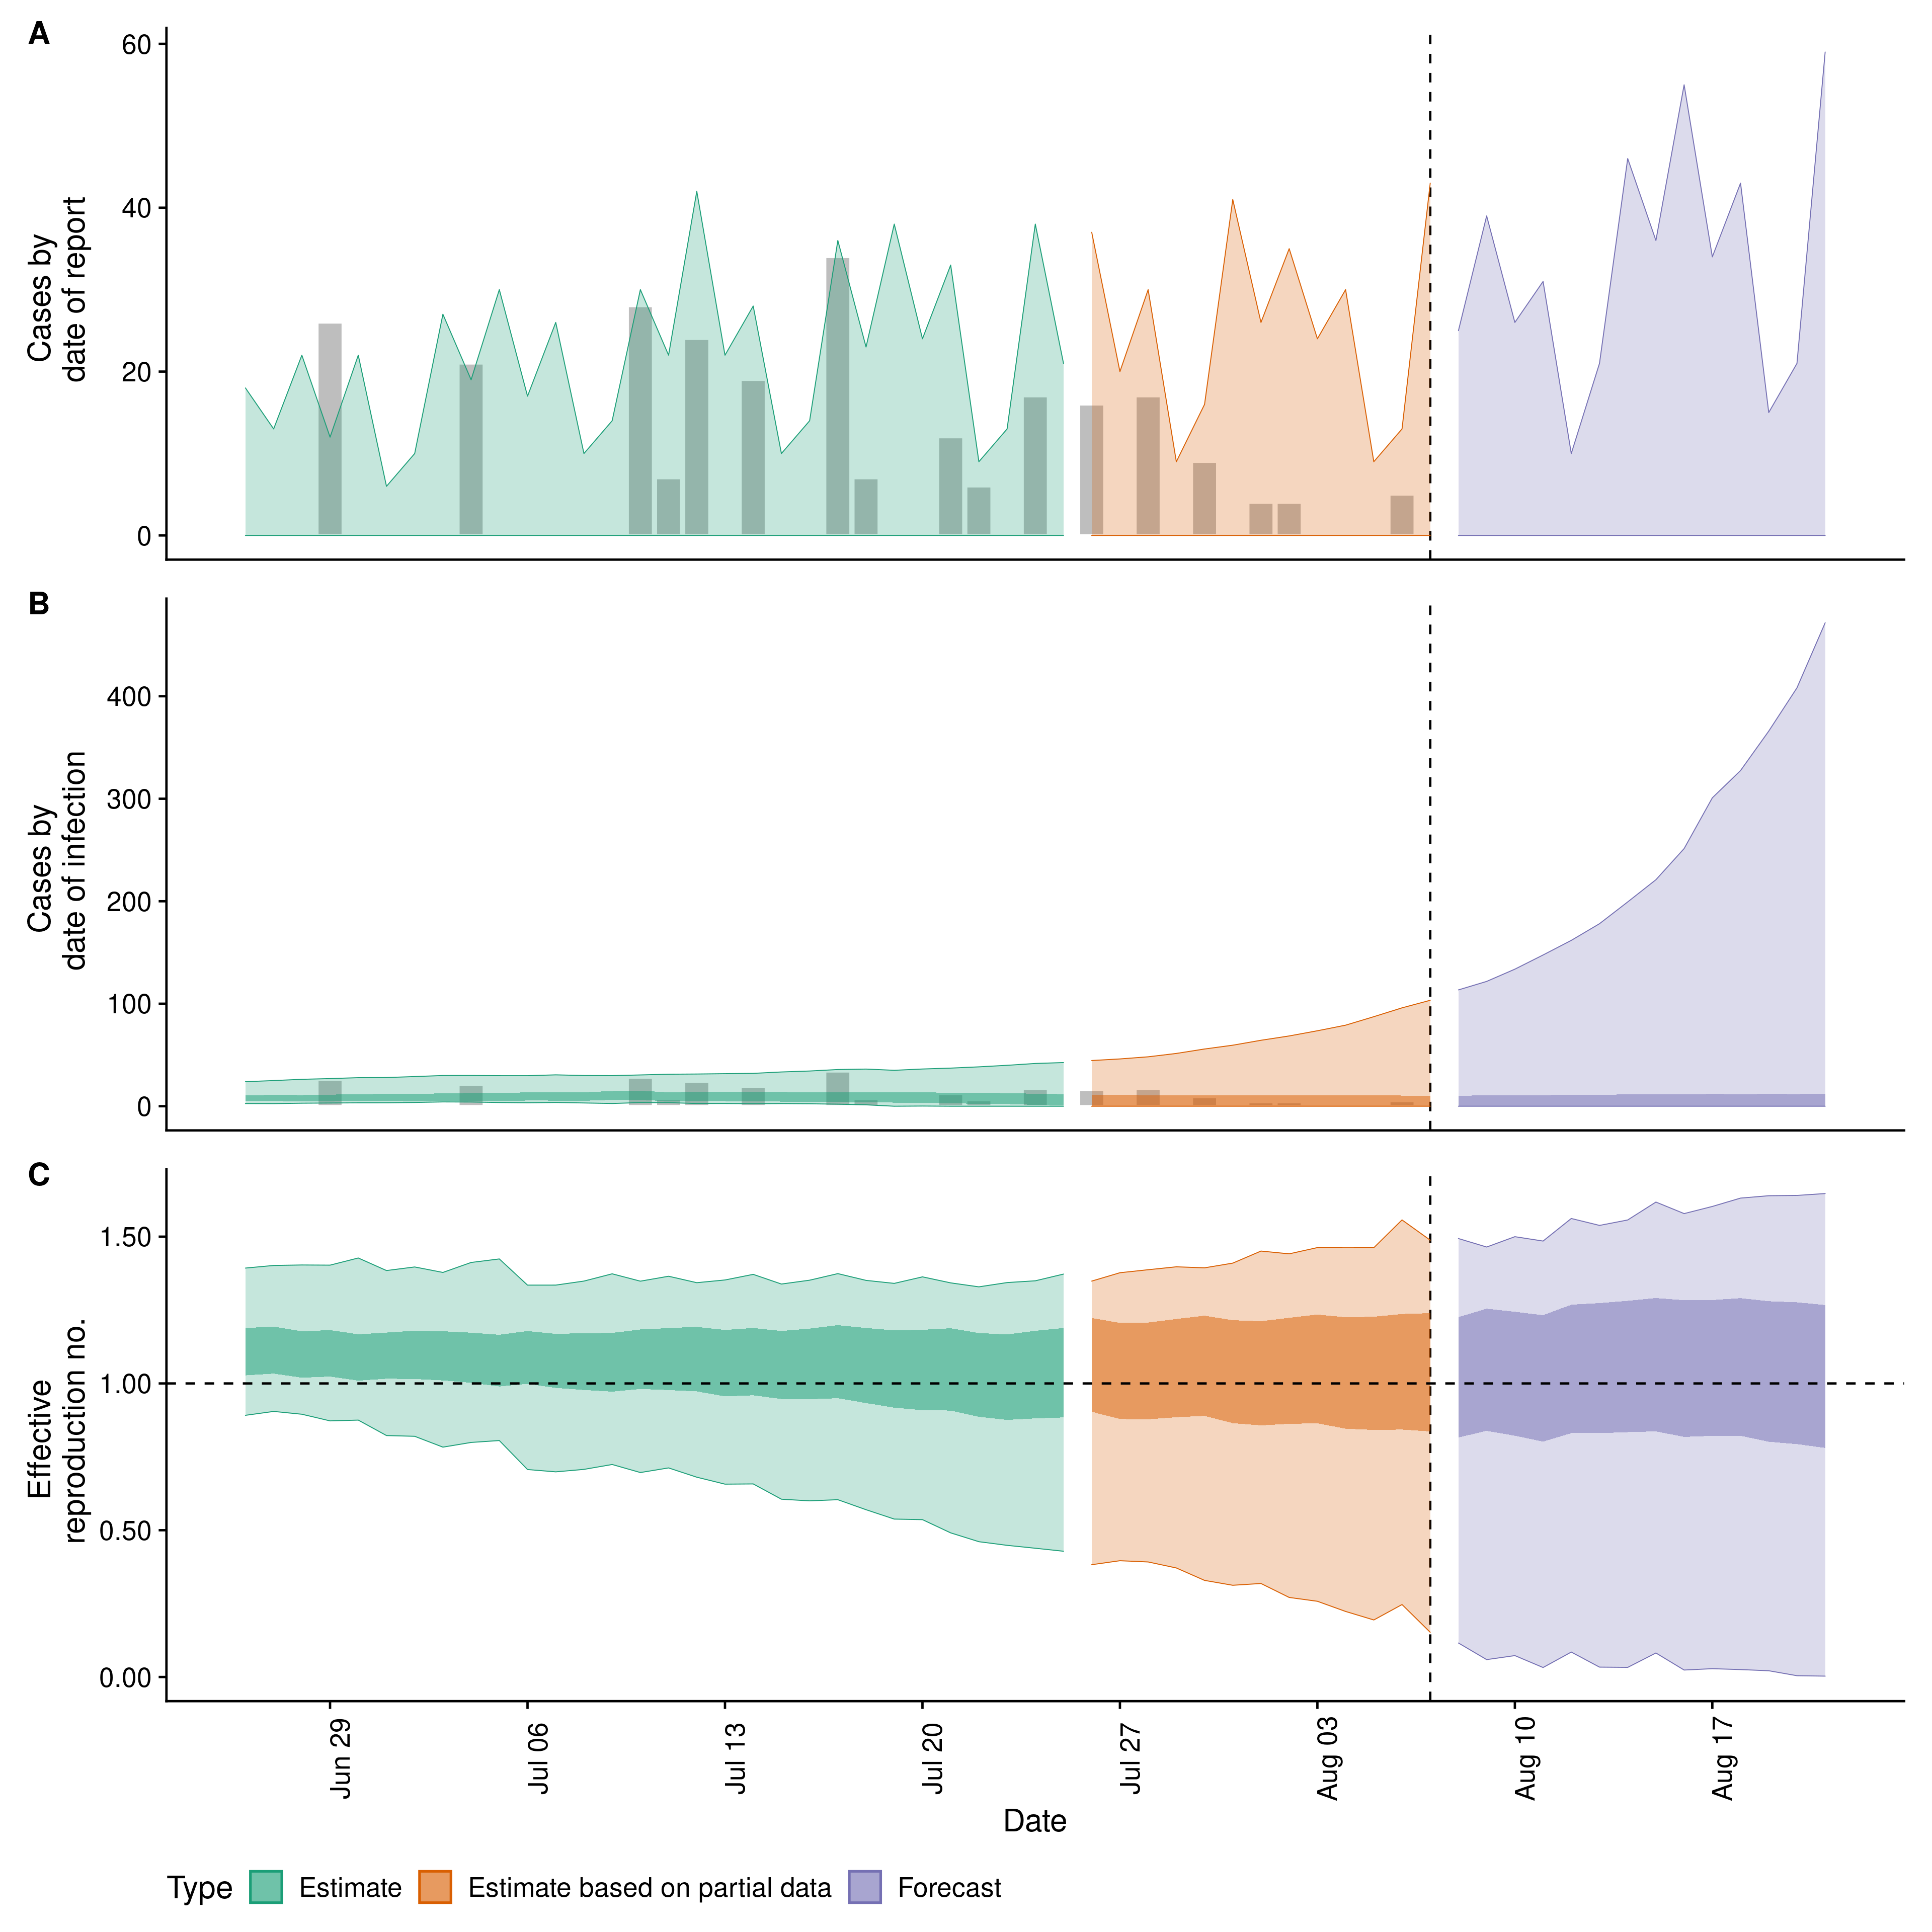 A
60
40
20
0
Cases by
date of report
B
400
300
200
100
0
Cases by
date of infection
C
1.50
1.00
0.50
0.00
Effective
reproduction no.
Jun 29
Jul 06
Jul 13
Jul 20
Jul 27
Aug 03
Aug 10
Aug 17
Date
Type
Estimate
Estimate based on partial data
Forecast